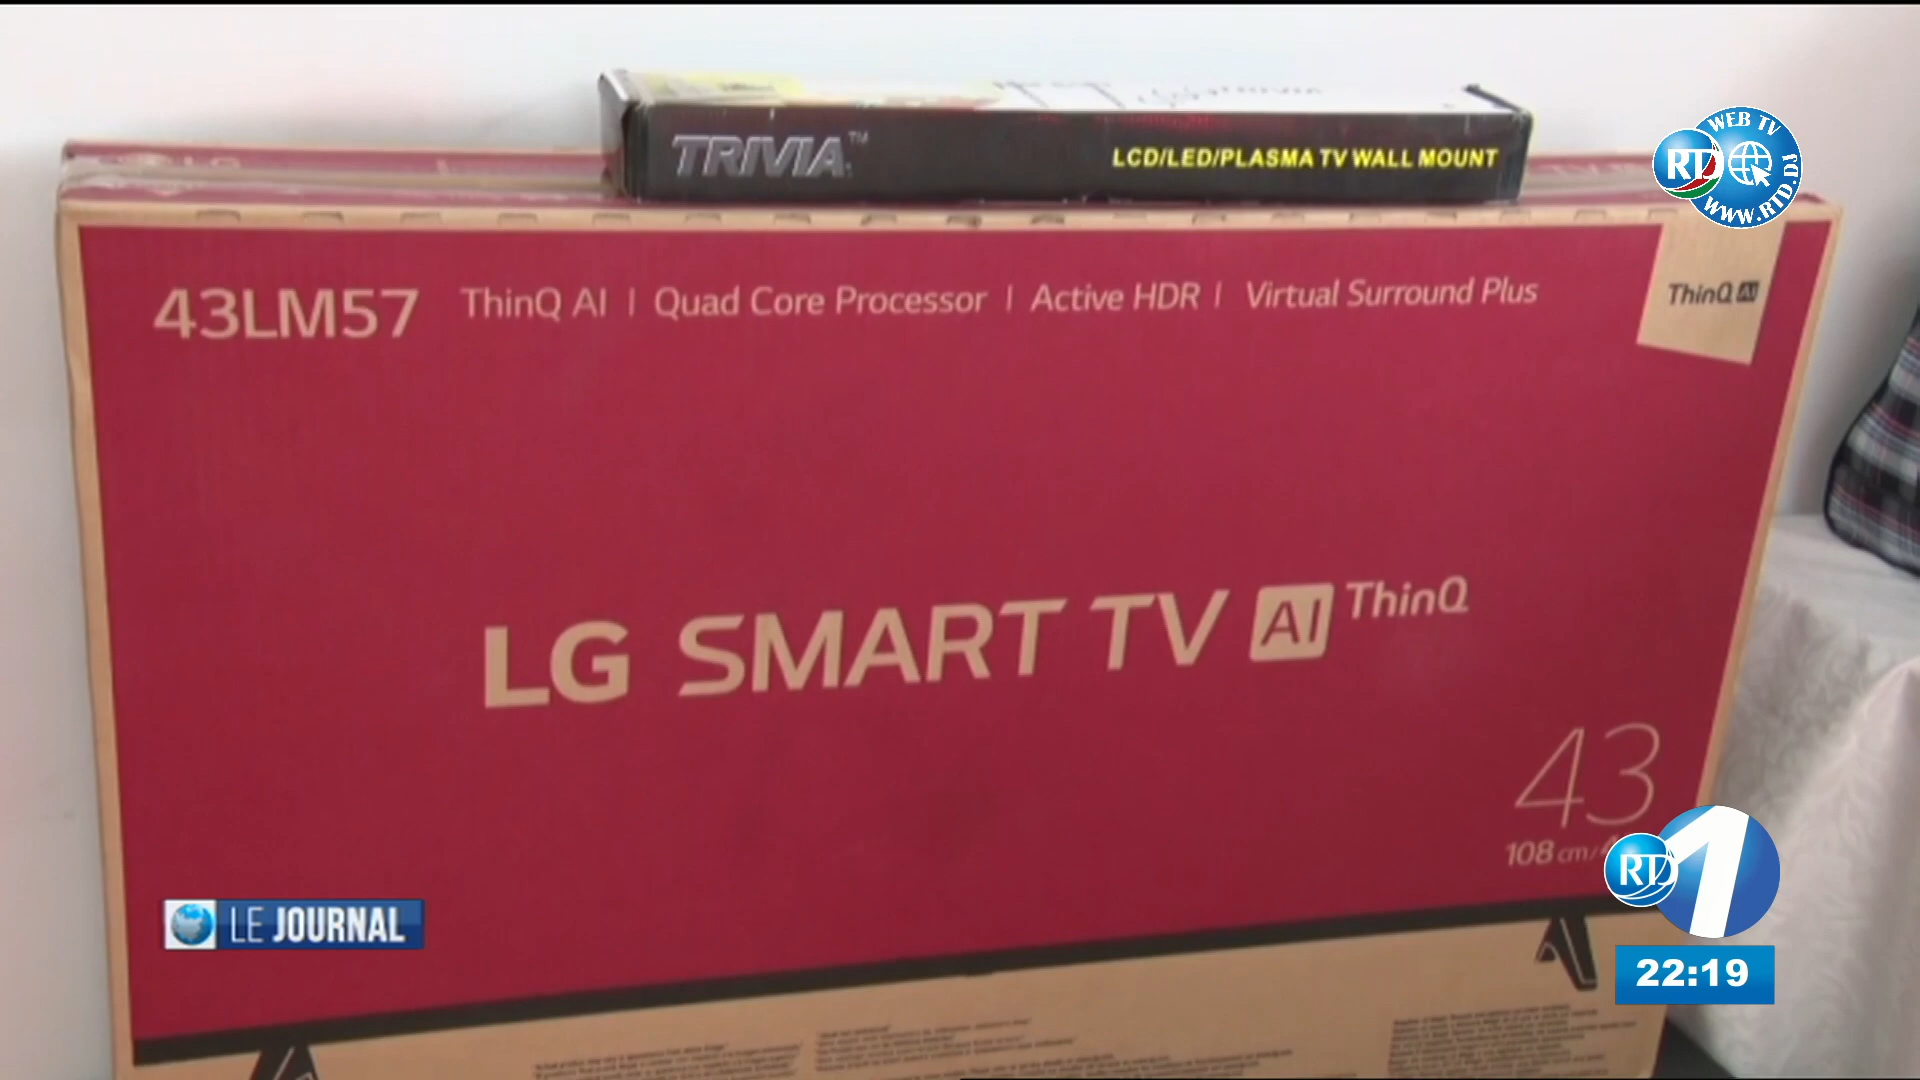 TRIVIA™
LCD/LED/PLASMA TV WALL MOUNT
WEB TV
RTD
WWW.RTD.DJ
43LM57 ThinQ AI | Quad Core Processor | Active HDR | Virtual Surround Plus
ThinQ AI
LG SMART TV AI ThinQ
43
108 cm/
RTD 1
LE JOURNAL
22:19